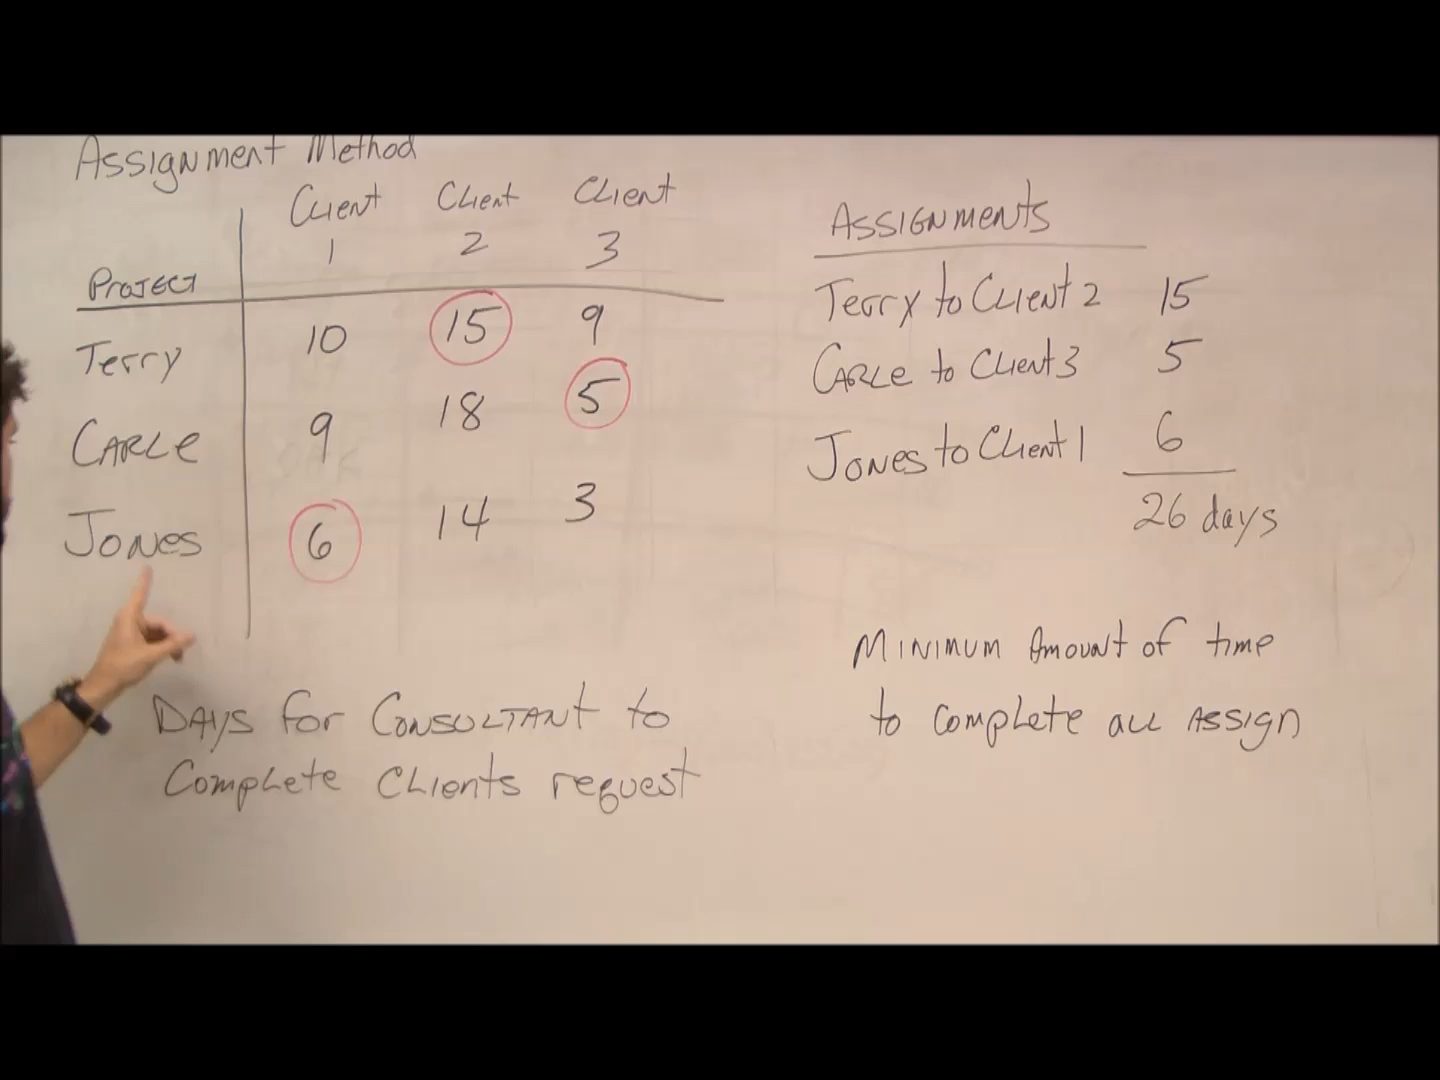 Assignment Method
Client Client Client
1 2 3
Project
Terry 10 15 9
Carle 9 18 5
Jones 6 14 3
Days for Consultant to
Complete Clients request
Assignments
Terry to Client 2 15
Carle to Client 3 5
Jones to Client 1 6
26 days
Minimum Amount of time
to complete all Assign